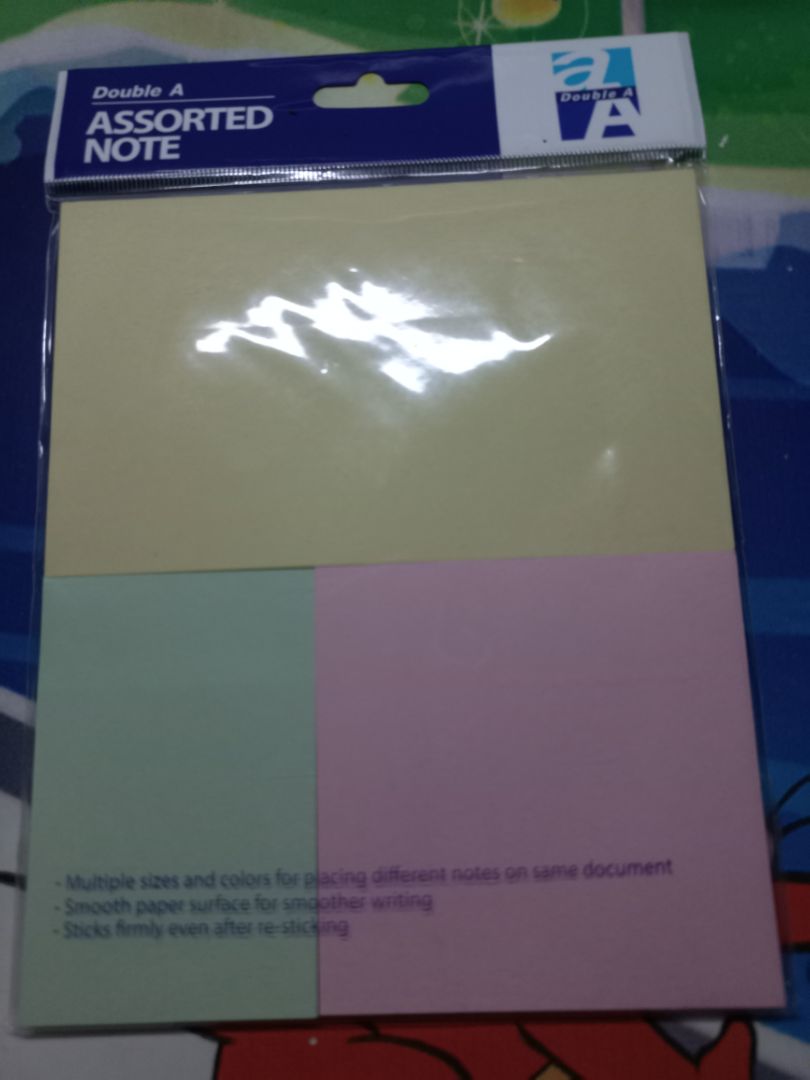 Double A
ASSORTED
NOTE
a
Double A
A
- Multiple sizes and colors for placing different notes on same document
- Smooth paper surface for smoother writing
- Sticks firmly even after re-sticking